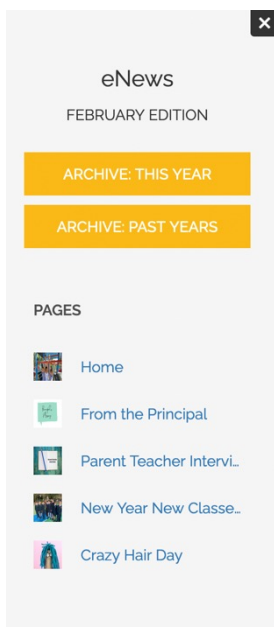 eNews
FEBRUARY EDITION
ARCHIVE: THIS YEAR
ARCHIVE: PAST YEARS
PAGES
Home
From the Principal
Parent Teacher Intervi...
New Year New Classe...
Crazy Hair Day